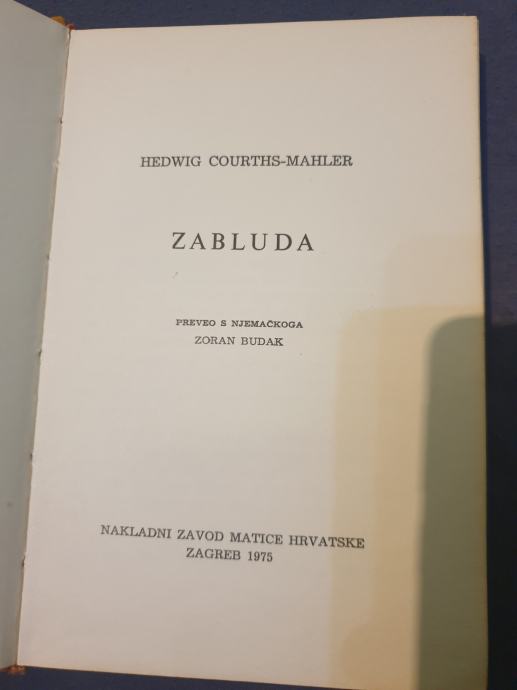 HEDWIG COURTHS-MAHLER
ZABLUDA
PREVEO S NJEMAČKOGA
ZORAN BUDAK
NAKLADNI ZAVOD MATICE HRVATSKE
ZAGREB 1975